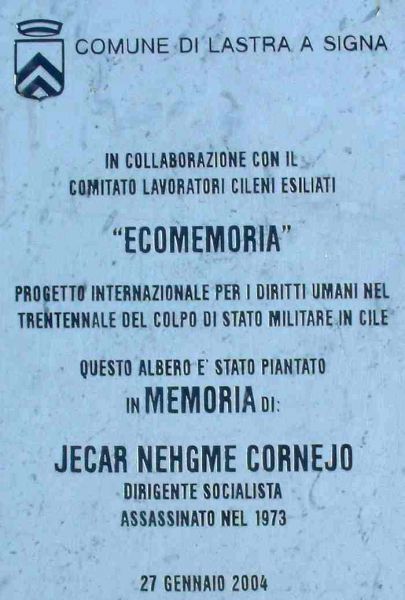 COMUNE DI LASTRA A SIGNA
IN COLLABORAZIONE CON IL
COMITATO LAVORATORI CILENI ESILIATI
"ECOMEMORIA"
PROGETTO INTERNAZIONALE PER I DIRITTI UMANI NEL
TRENTENNALE DEL COLPO DI STATO MILITARE IN CILE
QUESTO ALBERO E' STATO PIANTATO
IN MEMORIA DI:
JECAR NEHGME CORNEJO
DIRIGENTE SOCIALISTA
ASSASSINATO NEL 1973
27 GENNAIO 2004